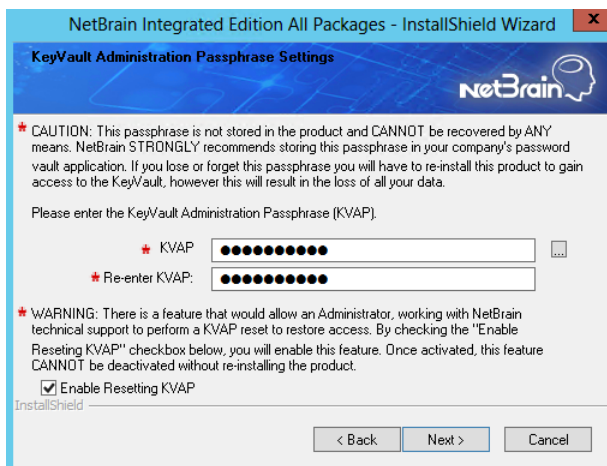 NetBrain Integrated Edition All Packages - InstallShield Wizard
x
KeyVault Administration Passphrase Settings
NetBrain
* CAUTION: This passphrase is not stored in the product and CANNOT be recovered by ANY
means. NetBrain STRONGLY recommends storing this passphrase in your company's password
vault application. If you lose or forget this passphrase you will have to re-install this product to gain
access to the KeyVault, however this will result in the loss of all your data.
Please enter the KeyVault Administration Passphrase (KVAP).
* KVAP
●●●●●●●●●●
...
* Re-enter KVAP:
●●●●●●●●●●
* WARNING: There is a feature that would allow an Administrator, working with NetBrain
technical support to perform a KVAP reset to restore access. By checking the "Enable
Reseting KVAP" checkbox below, you will enable this feature. Once activated, this feature
CANNOT be deactivated without re-installing the product.
Enable Resetting KVAP
InstallShield
< Back
Next >
Cancel